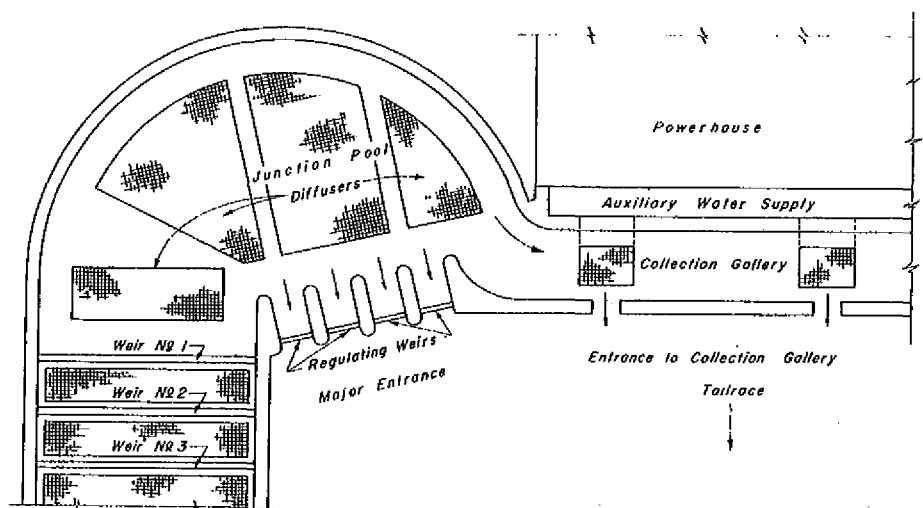 Powerhouse
Junction Pool
Diffusers
Auxiliary Water Supply
Collection Gallery
Weir Nº 1
Regulating Weirs
Major Entrance
Entrance to Collection Gallery
Tailrace
Weir Nº 2
Weir Nº 3